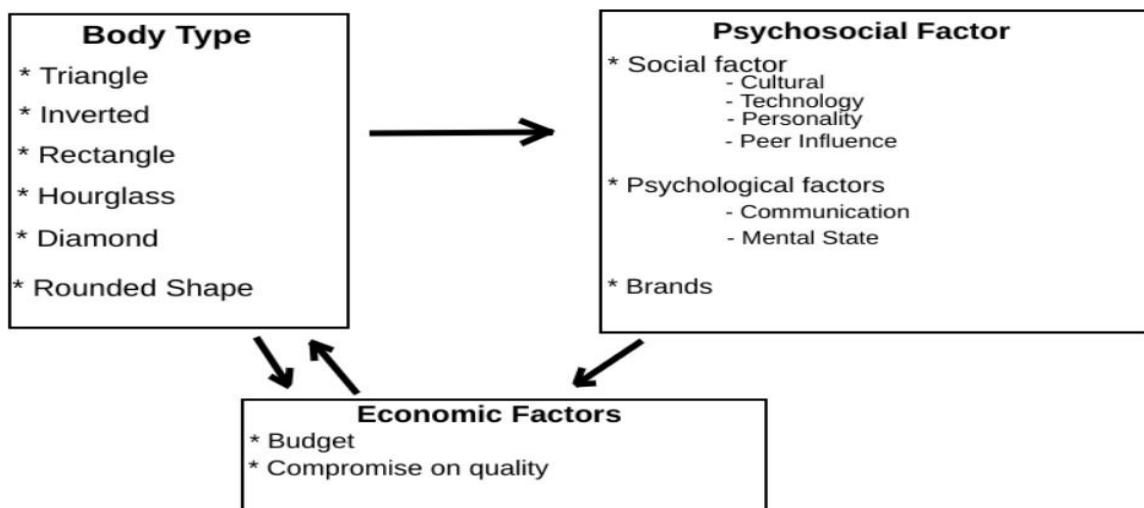 Body Type
* Triangle
* Inverted
* Rectangle
* Hourglass
* Diamond
* Rounded Shape
Psychosocial Factor
* Social factor
- Cultural
- Technology
- Personality
- Peer Influence
* Psychological factors
- Communication
- Mental State
* Brands
Economic Factors
* Budget
* Compromise on quality